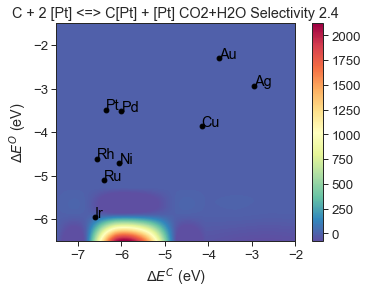 C + 2 [Pt] <=> C[Pt] + [Pt] CO2+H2O Selectivity 2.4
−2
−3
−4
−5
−6
ΔE^O (eV)
Au
Ag
Pt
Pd
Cu
Rh
Ni
Ru
Ir
−7
−6
−5
−4
−3
−2
ΔE^C (eV)
2000
1750
1500
1250
1000
750
500
250
0